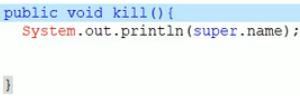 public void kill(){
System.out.println(super.name);
}